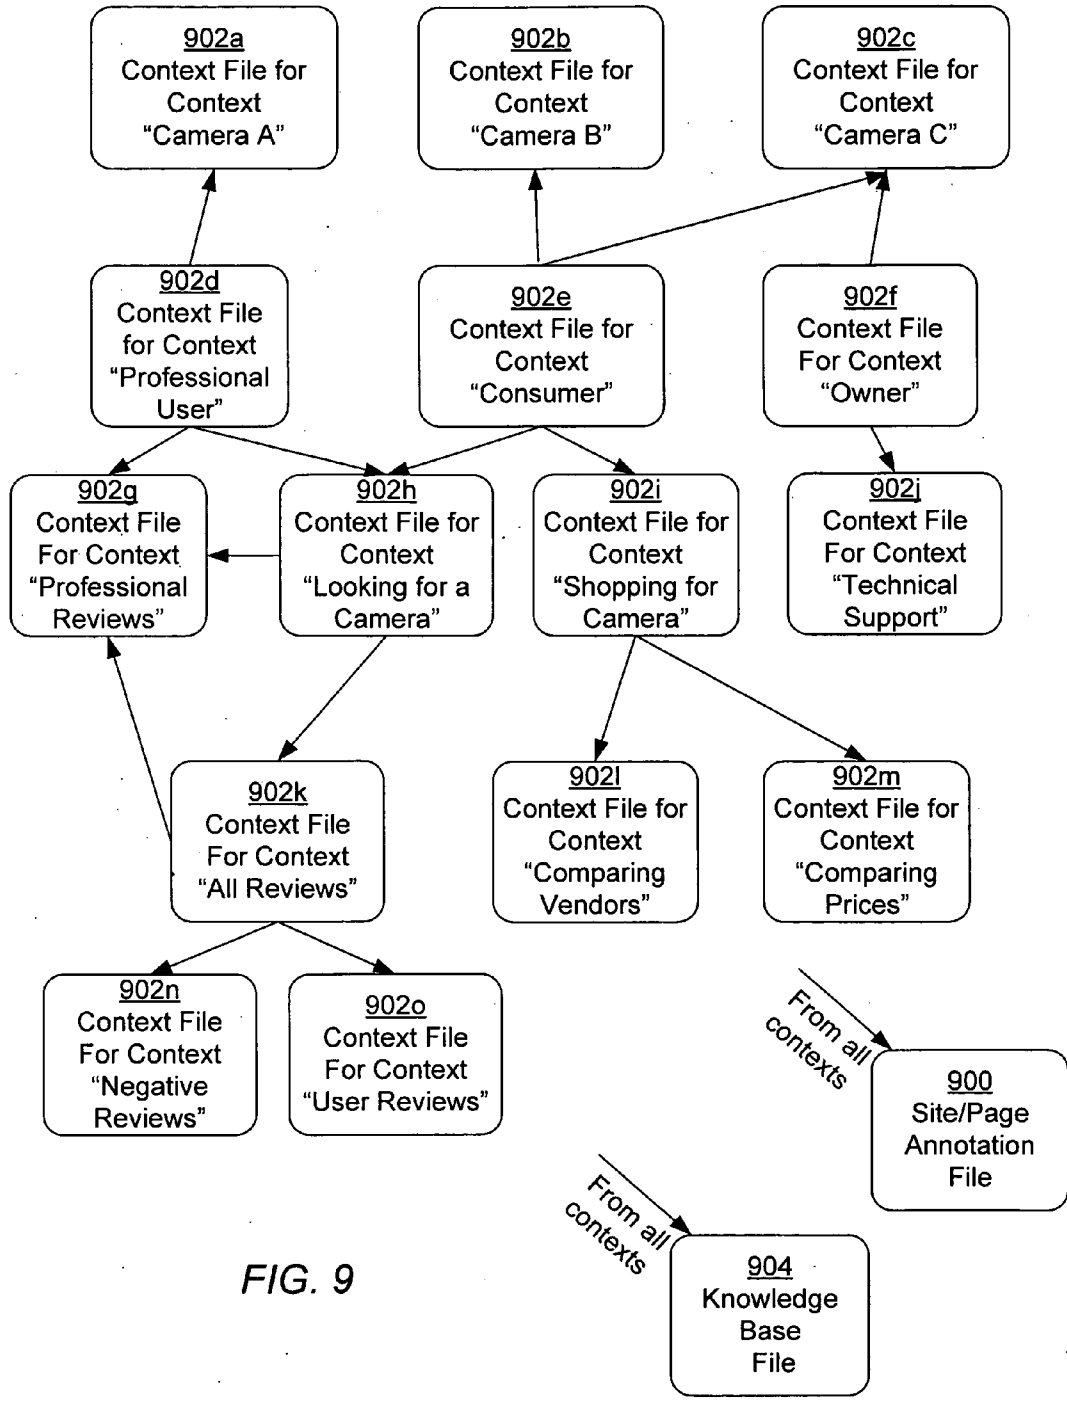 902a
Context File for
Context
“Camera A”
902b
Context File for
Context
“Camera B”
902c
Context File for
Context
“Camera C”
902d
Context File
for Context
“Professional
User”
902e
Context File for
Context
“Consumer”
902f
Context File
For Context
“Owner”
902g
Context File
For Context
“Professional
Reviews”
902h
Context File for
Context
“Looking for a
Camera”
902i
Context File for
Context
“Shopping for
Camera”
902j
Context File
For Context
“Technical
Support”
902k
Context File
For Context
“All Reviews”
902l
Context File for
Context
“Comparing
Vendors”
902m
Context File for
Context
“Comparing
Prices”
902n
Context File
For Context
“Negative
Reviews”
902o
Context File
For Context
“User Reviews”
From all
contexts
900
Site/Page
Annotation
File
From all
contexts
904
Knowledge
Base
File
FIG. 9